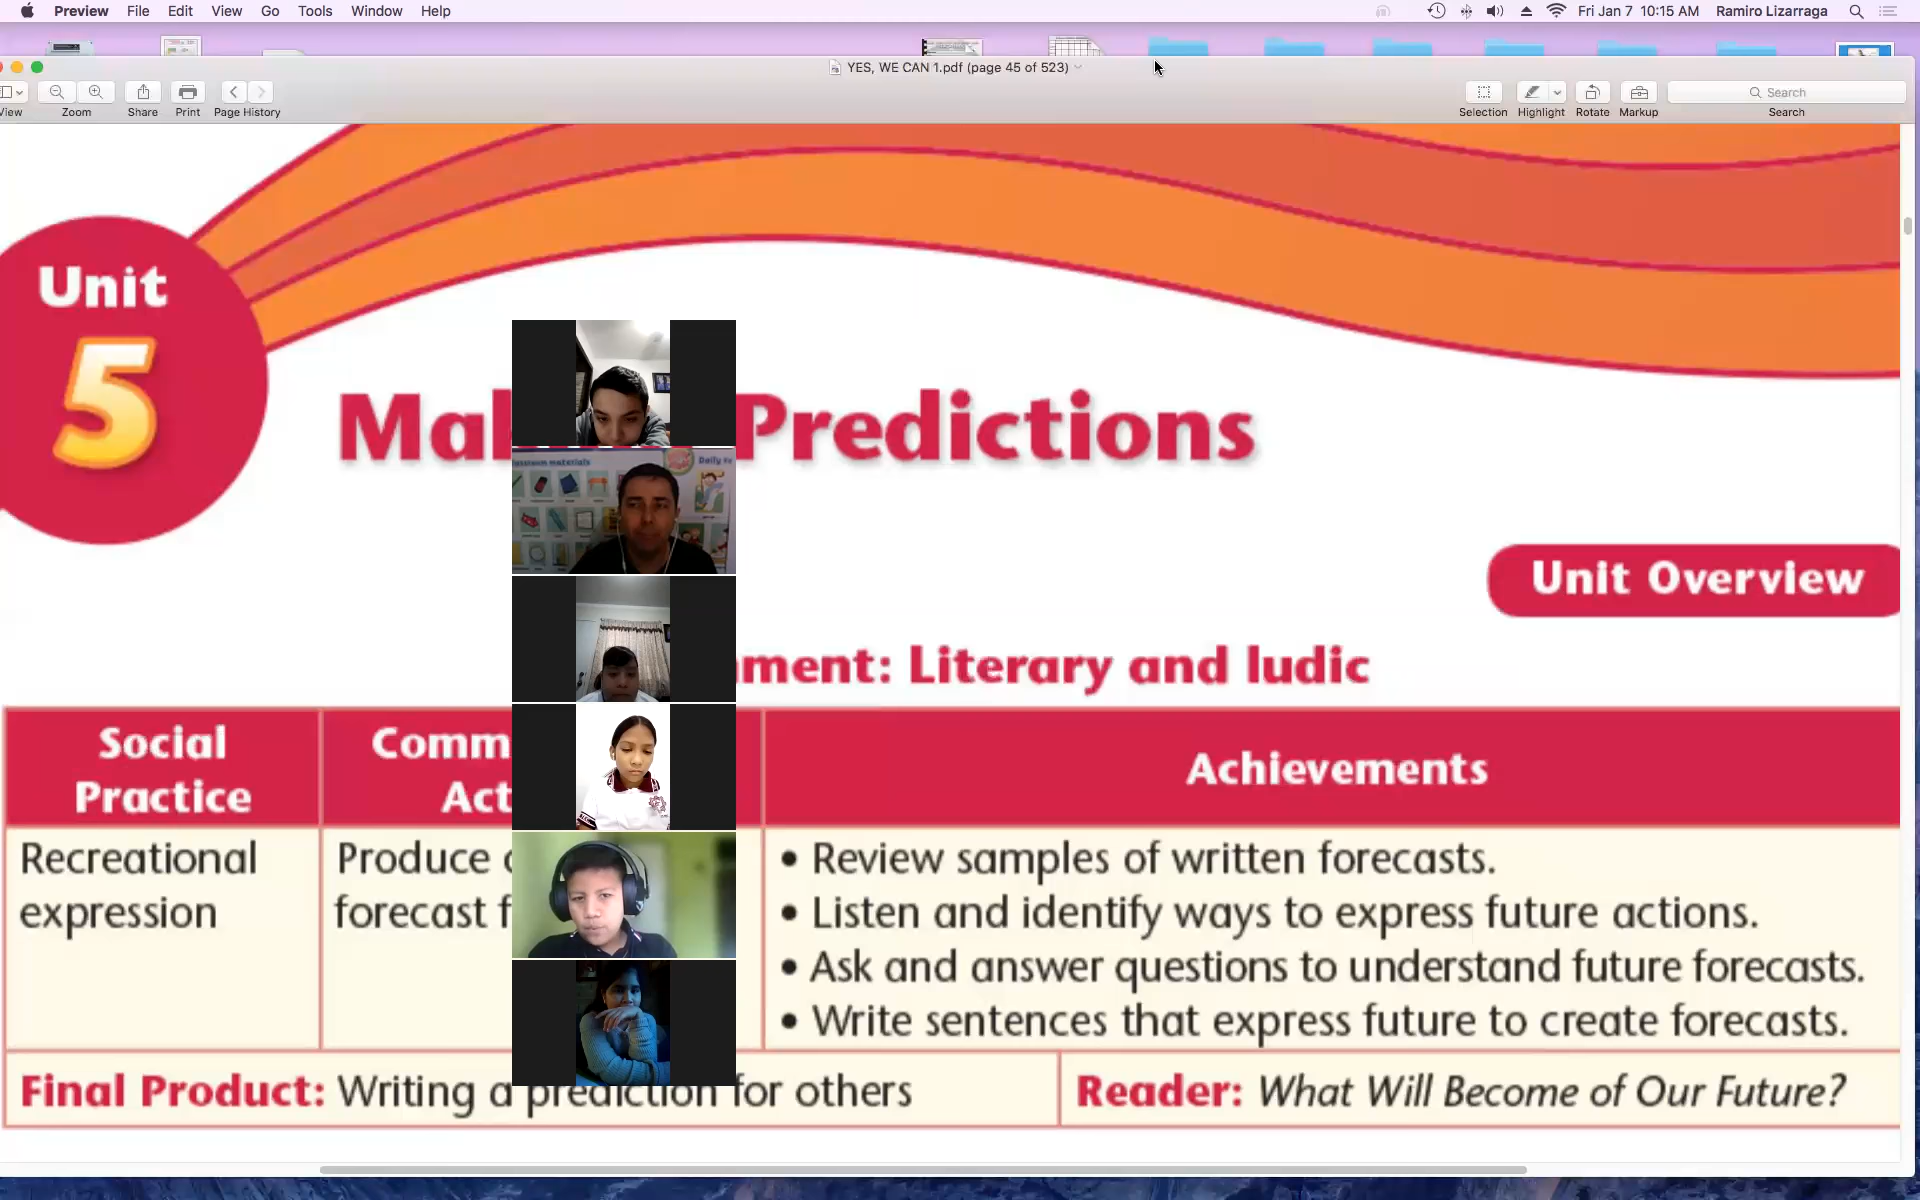 Preview File Edit View Go Tools Window Help Fri Jan 7 10:15 AM Ramiro Lizarraga
YES, WE CAN 1.pdf (page 45 of 523)
Search
View Zoom Share Print Page History Selection Highlight Rotate Markup Search
Unit
5
Predictions
Unit Overview
Literary and ludic
Social
Practice
Achievements
Recreational
expression
Produce
forecast
• Review samples of written forecasts.
• Listen and identify ways to express future actions.
• Ask and answer questions to understand future forecasts.
• Write sentences that express future to create forecasts.
Final Product: Writing a prediction for others
Reader: What Will Become of Our Future?